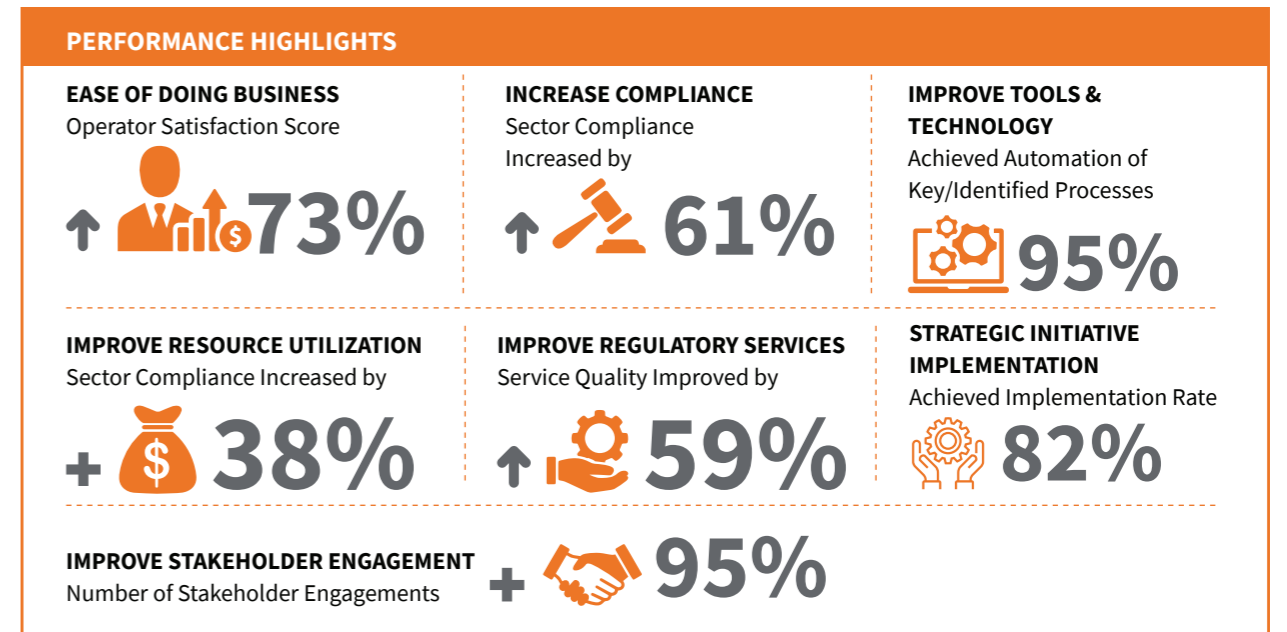 PERFORMANCE HIGHLIGHTS
EASE OF DOING BUSINESS
Operator Satisfaction Score
$
73%
INCREASE COMPLIANCE
Sector Compliance
Increased by
61%
IMPROVE TOOLS &
TECHNOLOGY
Achieved Automation of
Key/Identified Processes
95%
IMPROVE RESOURCE UTILIZATION
Sector Compliance Increased by
+ $ 38%
IMPROVE REGULATORY SERVICES
Service Quality Improved by
59%
STRATEGIC INITIATIVE
IMPLEMENTATION
Achieved Implementation Rate
82%
IMPROVE STAKEHOLDER ENGAGEMENT
Number of Stakeholder Engagements
+ 95%